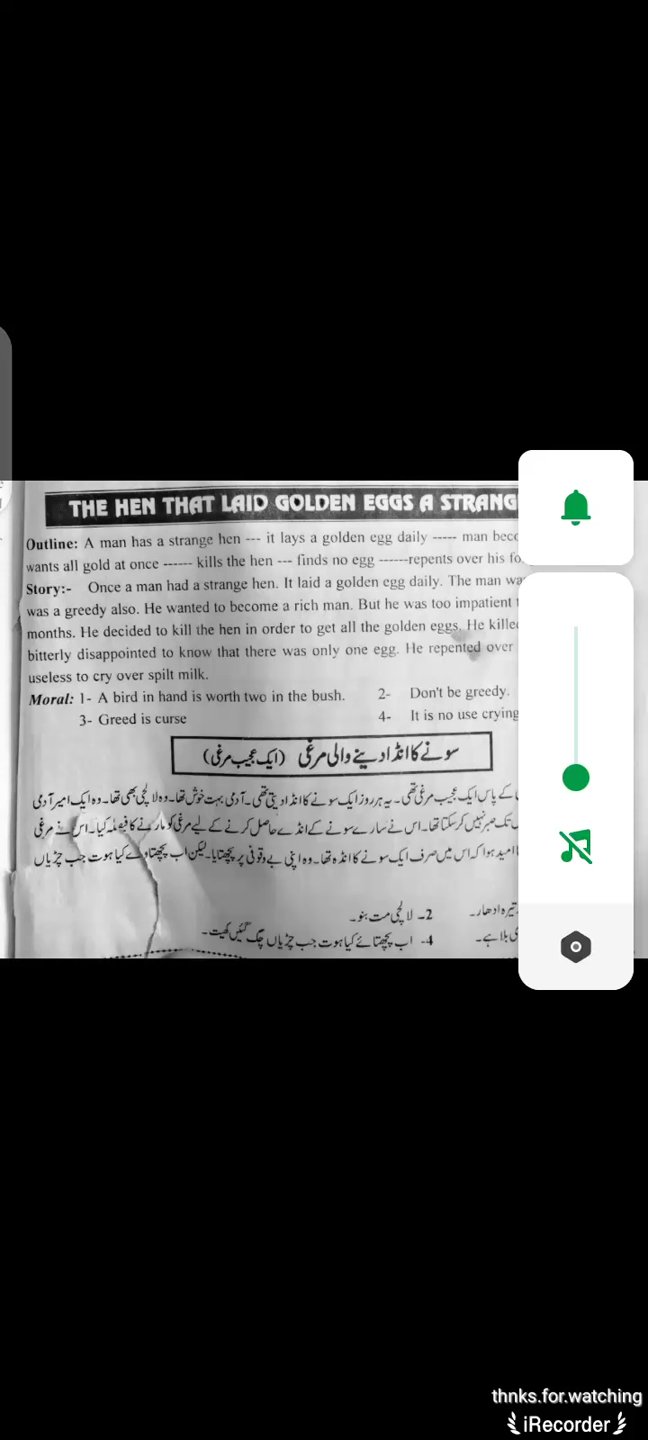 THE HEN THAT LAID GOLDEN EGGS A STRANG
Outline: A man has a strange hen --- it lays a golden egg daily ----- man bec
wants all gold at once ------ kills the hen --- finds no egg ------repents over his fo
Story:- Once a man had a strange hen. It laid a golden egg daily. The man wa
was a greedy also. He wanted to become a rich man. But he was too impatient
months. He decided to kill the hen in order to get all the golden eggs. He kille
bitterly disappointed to know that there was only one egg. He repented over
useless to cry over spilt milk.
Moral: 1- A bird in hand is worth two in the bush. 2- Don't be greedy.
3- Greed is curse 4- It is no use crying
سونے کا انڈا دینے والی مرغی (ایک عجیب مرغی)
کے پاس ایک عجیب مرغی تھی۔ یہ ہر روز ایک سونے کا انڈا دیتی تھی۔ آدمی بہت خوش تھا۔ وہ لالچی بھی تھا۔ وہ ایک امیر آدمی
تک صبر نہیں کر سکتا تھا۔ اس نے سارے سونے کے انڈے حاصل کرنے کے لیے مرغی کو مارنے کا فیصلہ کیا۔ اس نے مرغی
امید ہوا کہ اس میں صرف ایک سونے کا انڈہ تھا۔ وہ اپنی بے وقوفی پر پچھتایا۔ لیکن اب پچھتاوے کیا ہوت جب چڑیاں
تیرہ ادھار۔ 2۔ لالچی مت بنو۔
بلا ہے۔ 4۔ اب پچھتائے کیا ہوت جب چڑیاں چگ گئیں کھیت۔
thnks.for.watching
iRecorder